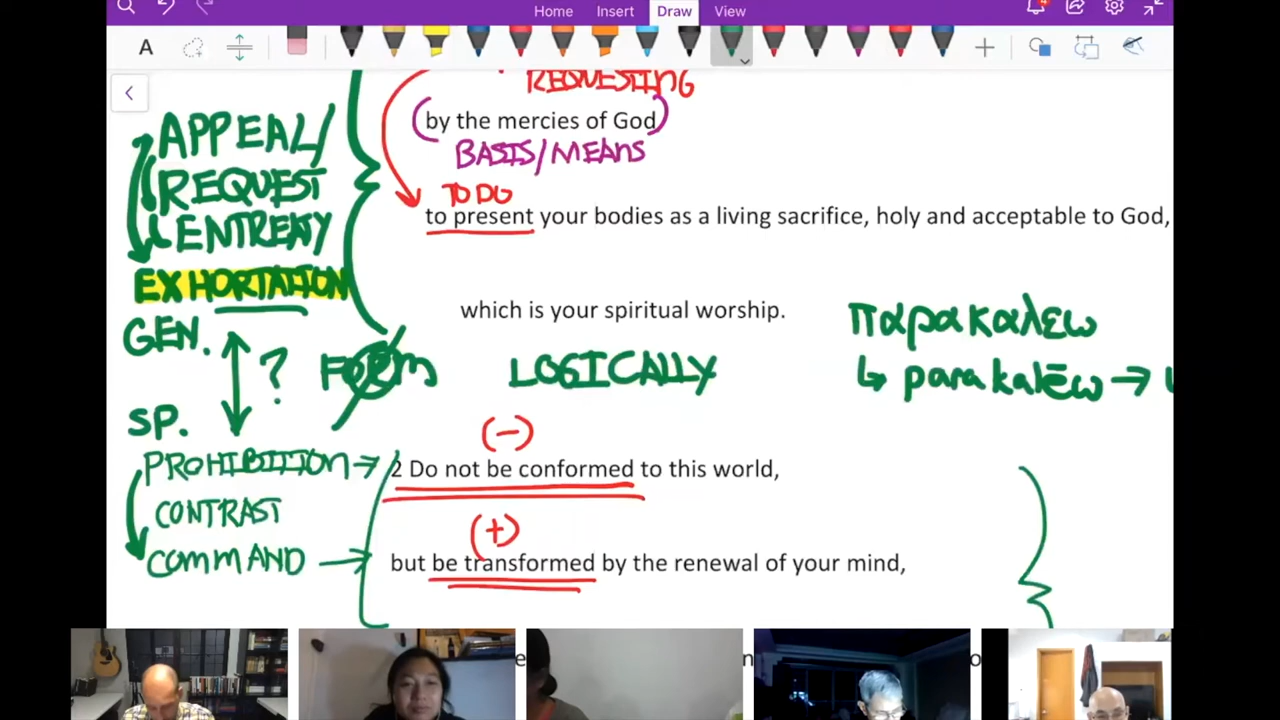 Home Insert Draw View
A
REQUESTING
by the mercies of God
BASIS/MEANS
TO DO
to present your bodies as a living sacrifice, holy and acceptable to God,
which is your spiritual worship.
APPEAL/
REQUEST
ENTREATY
EXHORTATION
GEN.
?
FORM
LOGICALLY
παρακαλεω
↳ parakalēω →
SP.
PROHIBITION →
CONTRAST
COMMAND →
(−)
2 Do not be conformed to this world,
(+)
but be transformed by the renewal of your mind,